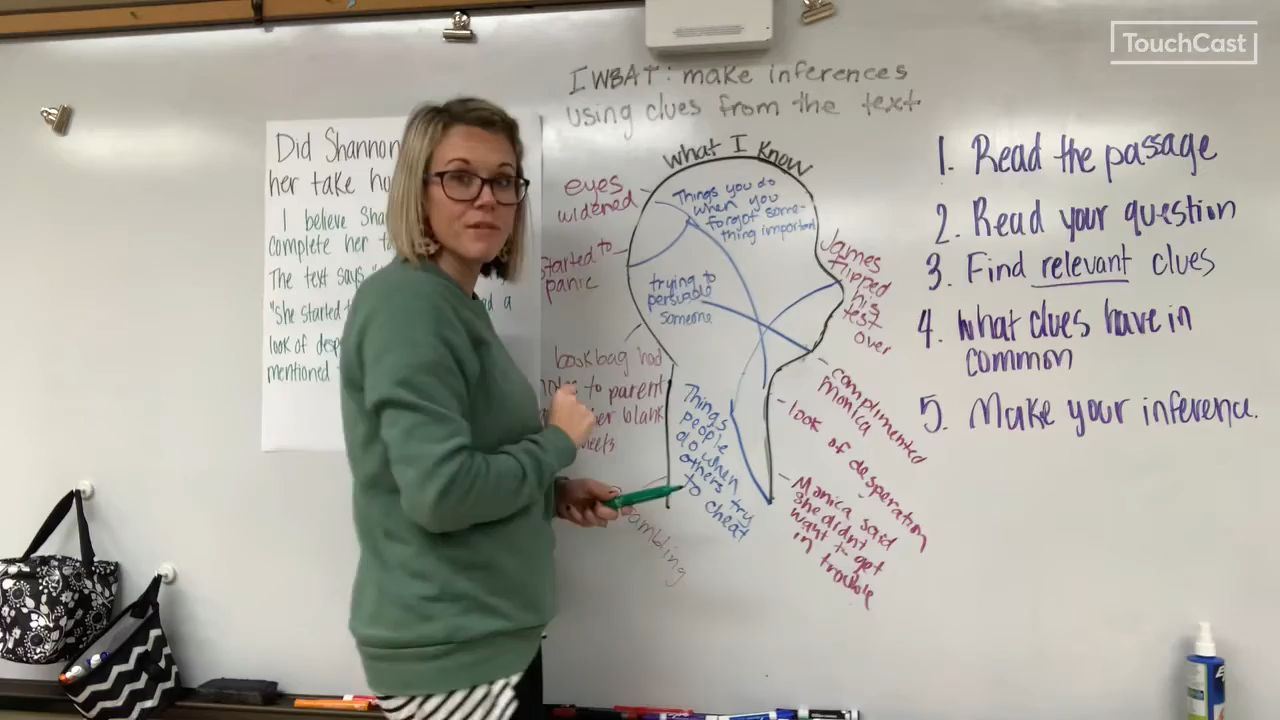 TouchCast
IWBAT: make inferences
using clues from the text
Did Shannon
her take
I believe Sha
complete her
The text says
"She started
look of desp
mentioned
d a
What I Know
eyes
widened
started to
panic
bookbag had
to parent
her blank
rambling
Things you do
when you
forgot some-
thing important
trying to
persuade
someone
Things
people
do when
others try
to cheat
James
flipped
his
test
over
complimented
monica
look of desperation
Monica said
she didn't
want to get
in trouble
1. Read the passage
2. Read your question
3. Find relevant clues
4. What clues have in
common
5. Make your inference.